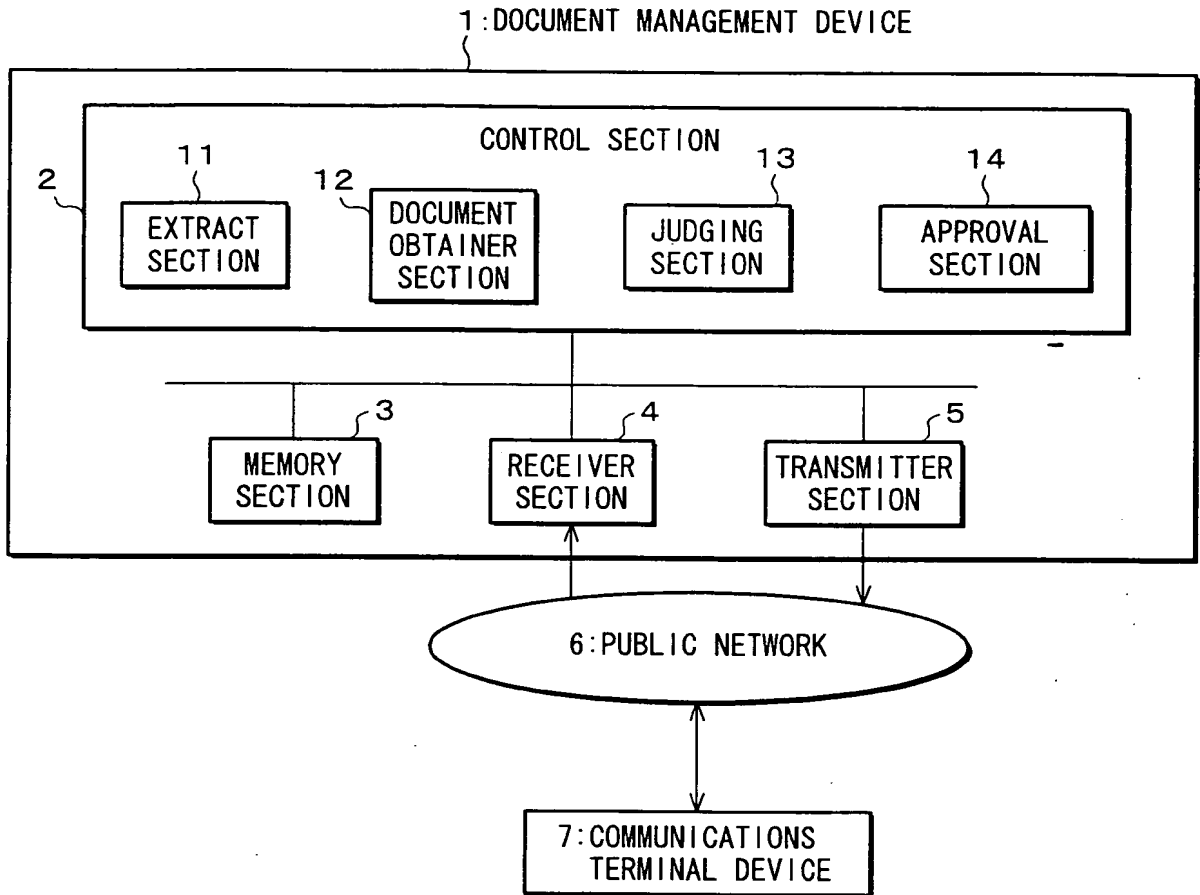 1:DOCUMENT MANAGEMENT DEVICE
CONTROL SECTION
2
11
EXTRACT
SECTION
12
DOCUMENT
OBTAINER
SECTION
13
JUDGING
SECTION
14
APPROVAL
SECTION
3
MEMORY
SECTION
4
RECEIVER
SECTION
5
TRANSMITTER
SECTION
6:PUBLIC NETWORK
7:COMMUNICATIONS
TERMINAL DEVICE